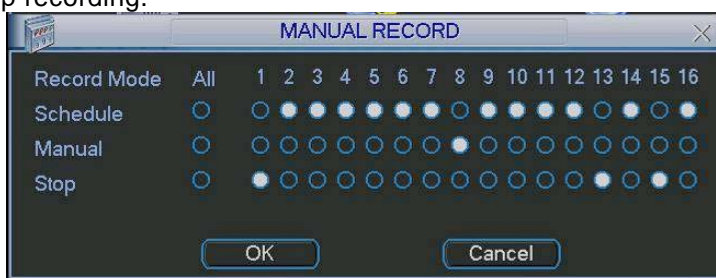 p recording.
MANUAL RECORD
Record Mode All 1 2 3 4 5 6 7 8 9 10 11 12 13 14 15 16
Schedule
Manual
Stop
OK Cancel